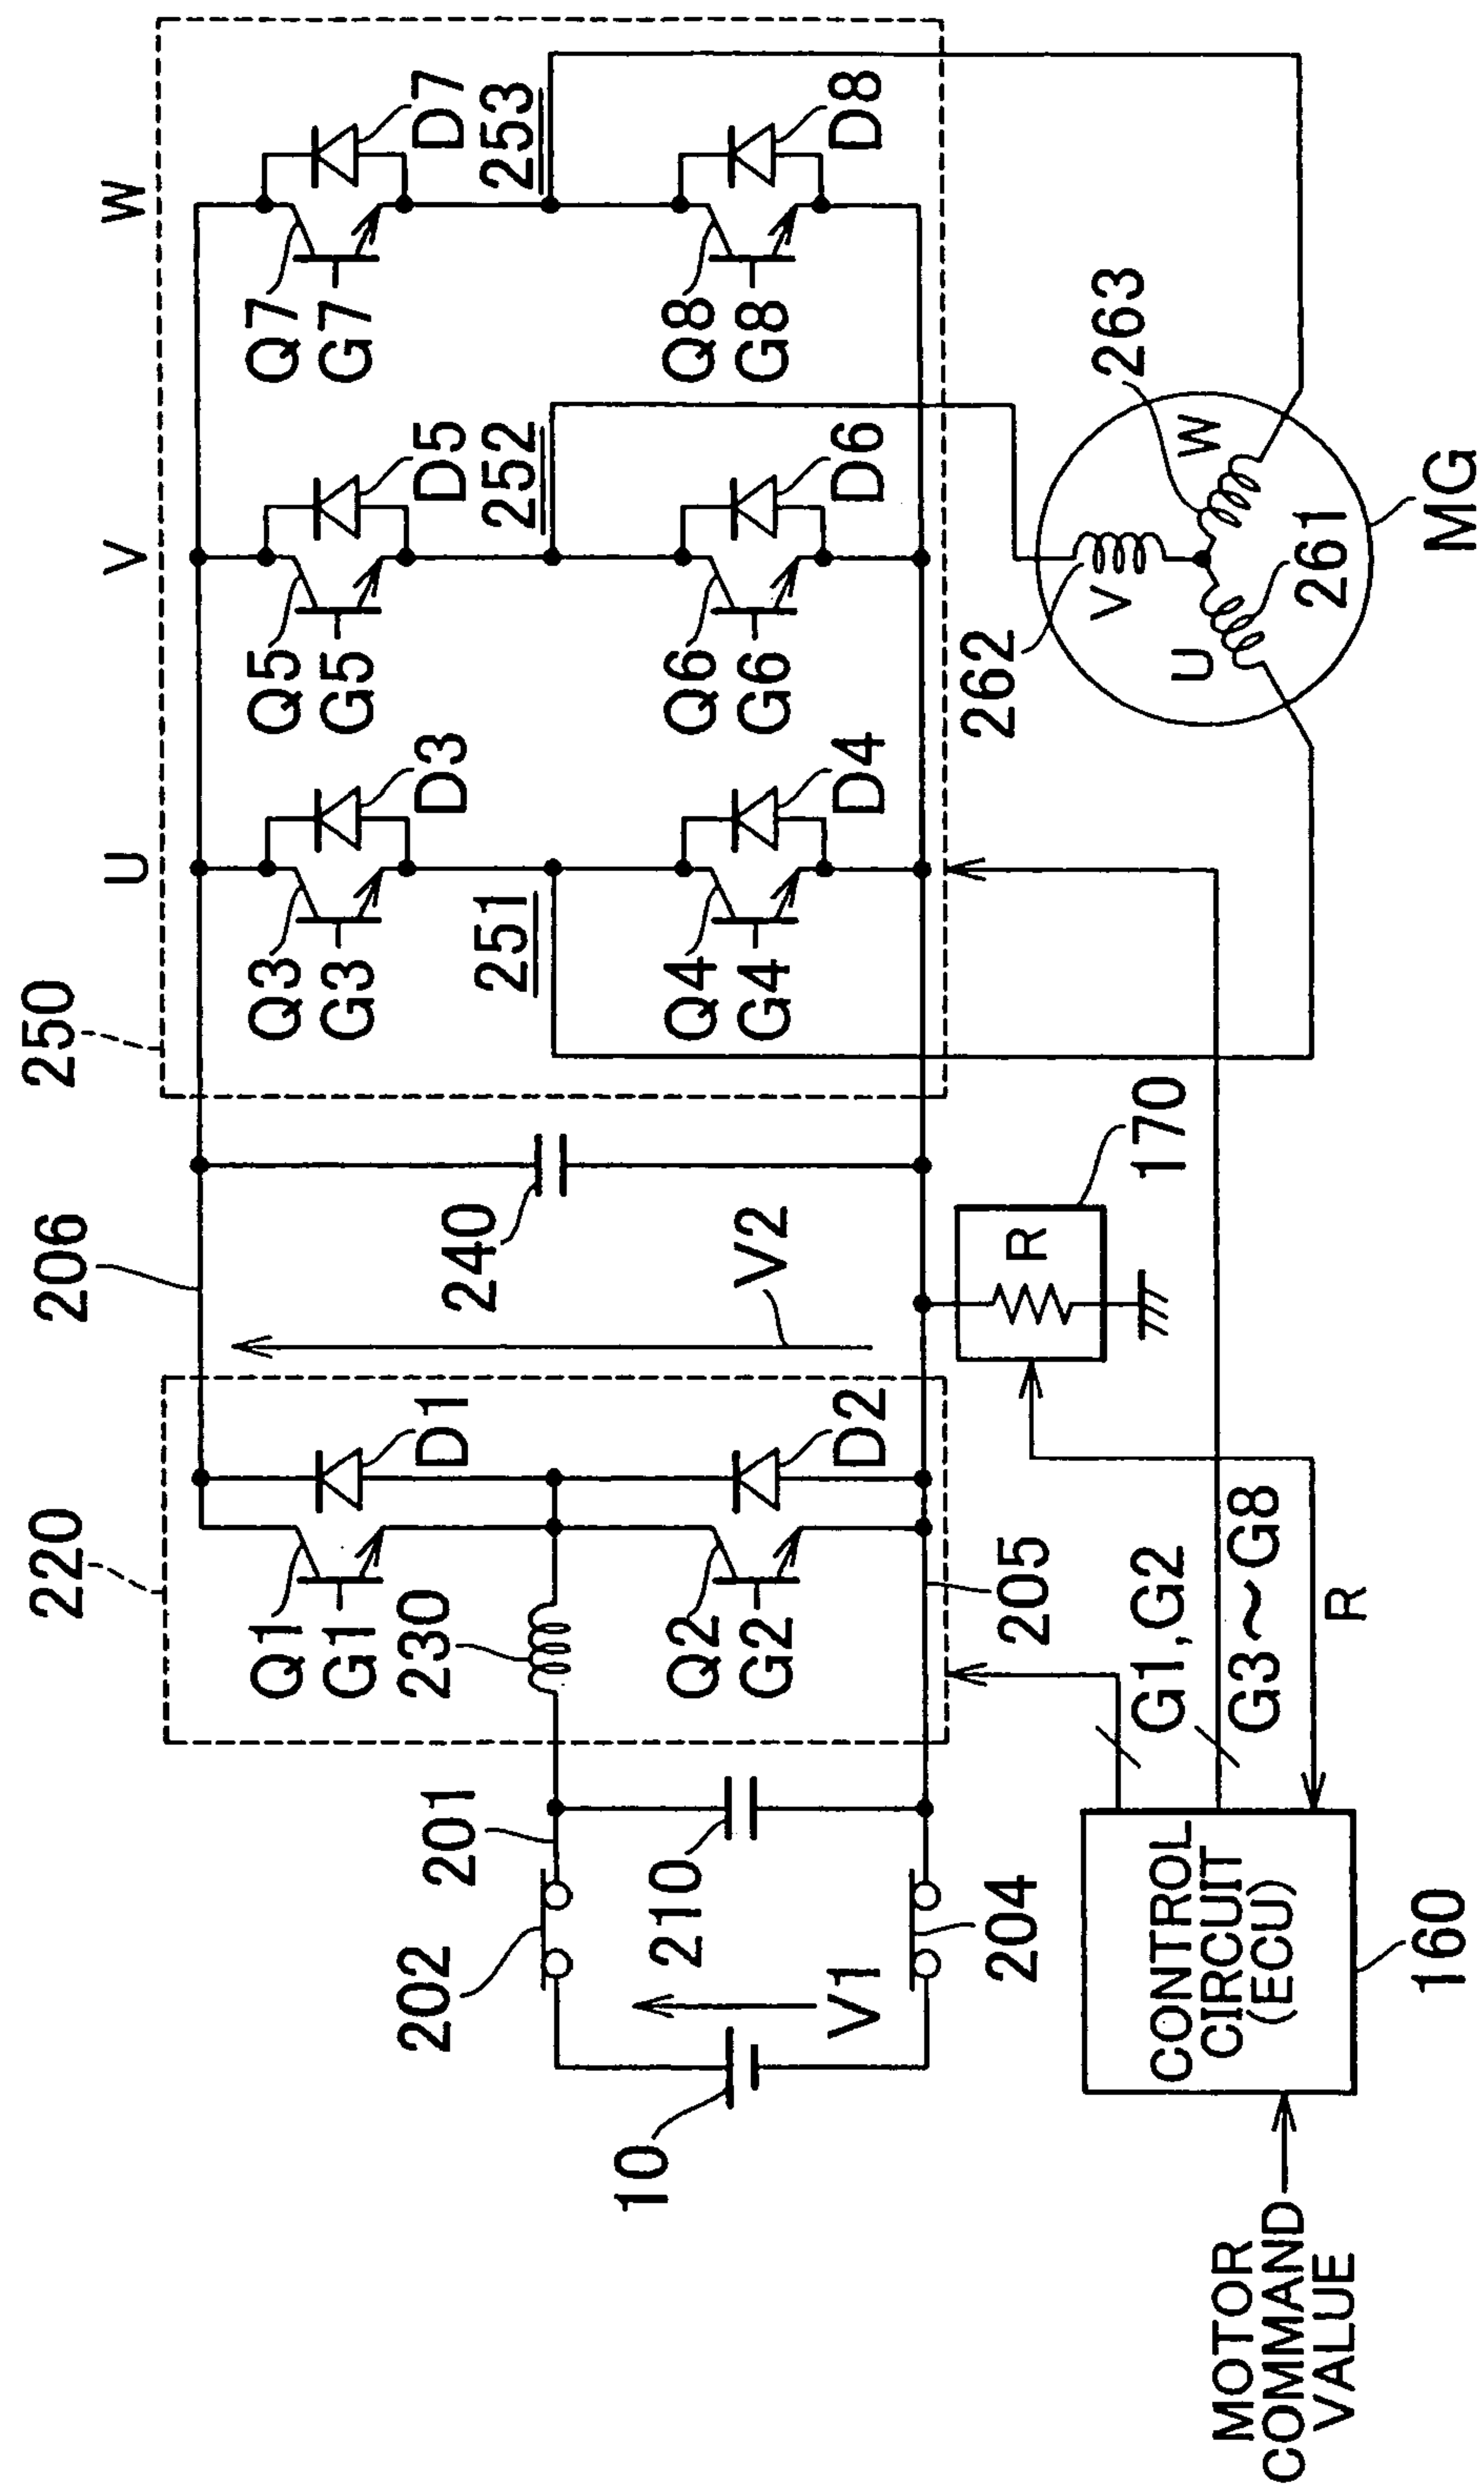 220
206
250
U
V
W
Q1
G1
D1
Q3
G3
D3
Q5
G5
D5
Q7
G7
D7
230
240
251
252
253
202
201
Q2
G2
D2
V2
Q4
G4
D4
Q6
G6
D6
Q8
G8
D8
10
210
V1
204
205
R
170
262
V
U
W
263
261
MG
MOTOR
COMMAND
VALUE
CONTROL
CIRCUIT
(ECU)
160
G1,G2
G3~G8
R